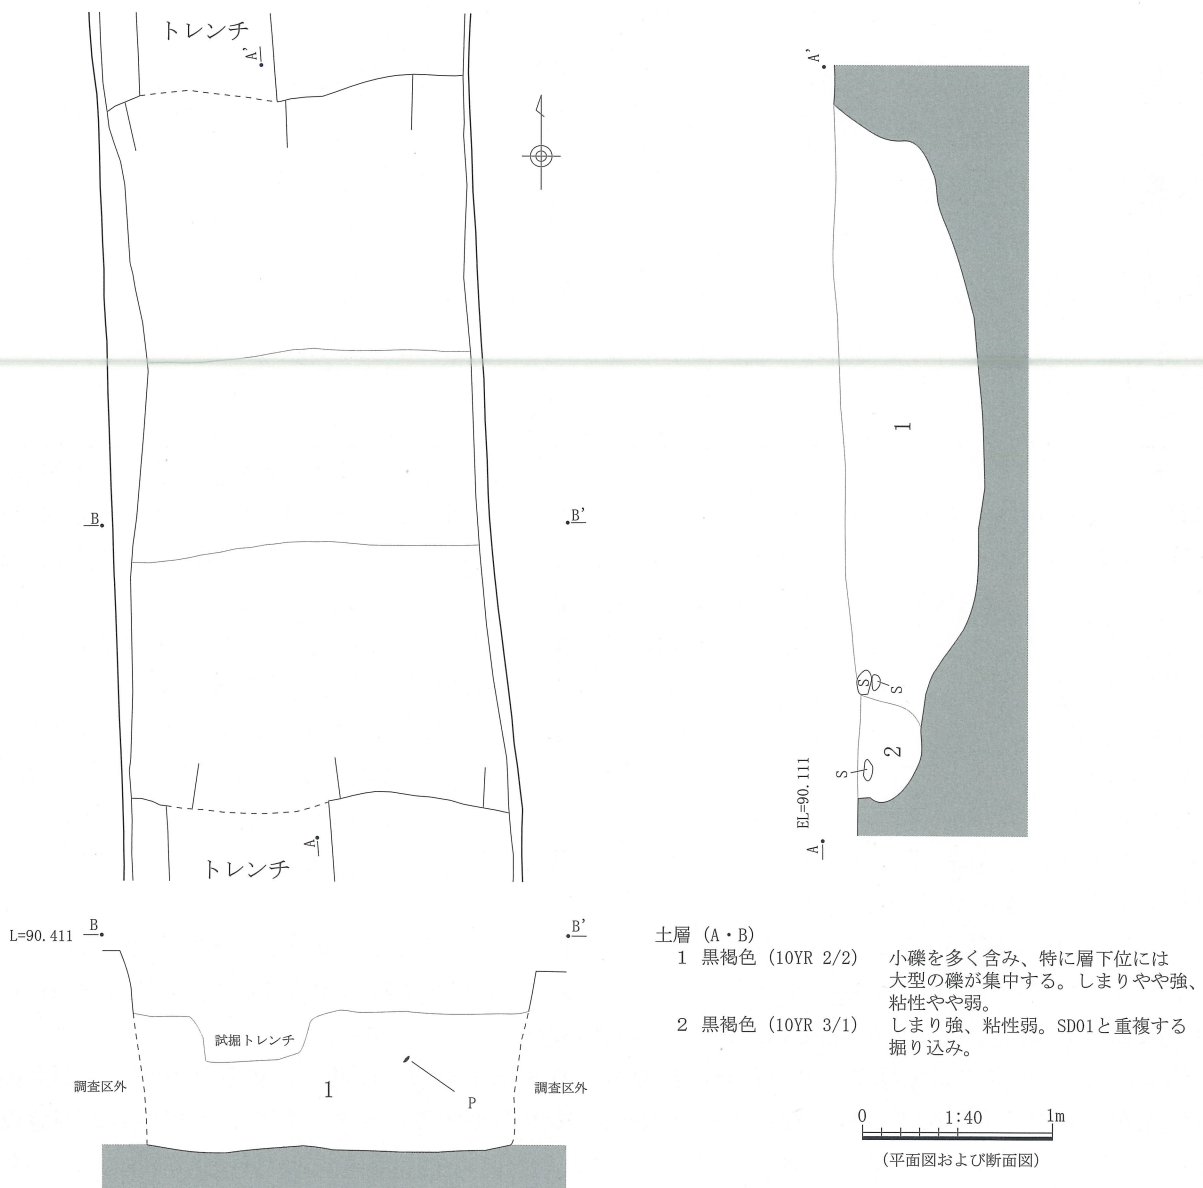 トレンチ
A'
B
B'
A
トレンチ
A'
1
S
S
2
S
EL=90.111
A
L=90.411
B
B'
試掘トレンチ
調査区外
1
P
調査区外
土層 (A・B)
1 黒褐色 (10YR 2/2) 小礫を多く含み、特に層下位には
大型の礫が集中する。しまりやや強、
粘性やや弱。
2 黒褐色 (10YR 3/1) しまり強、粘性弱。SD01と重複する
掘り込み。
0 1:40 1m
(平面図および断面図)